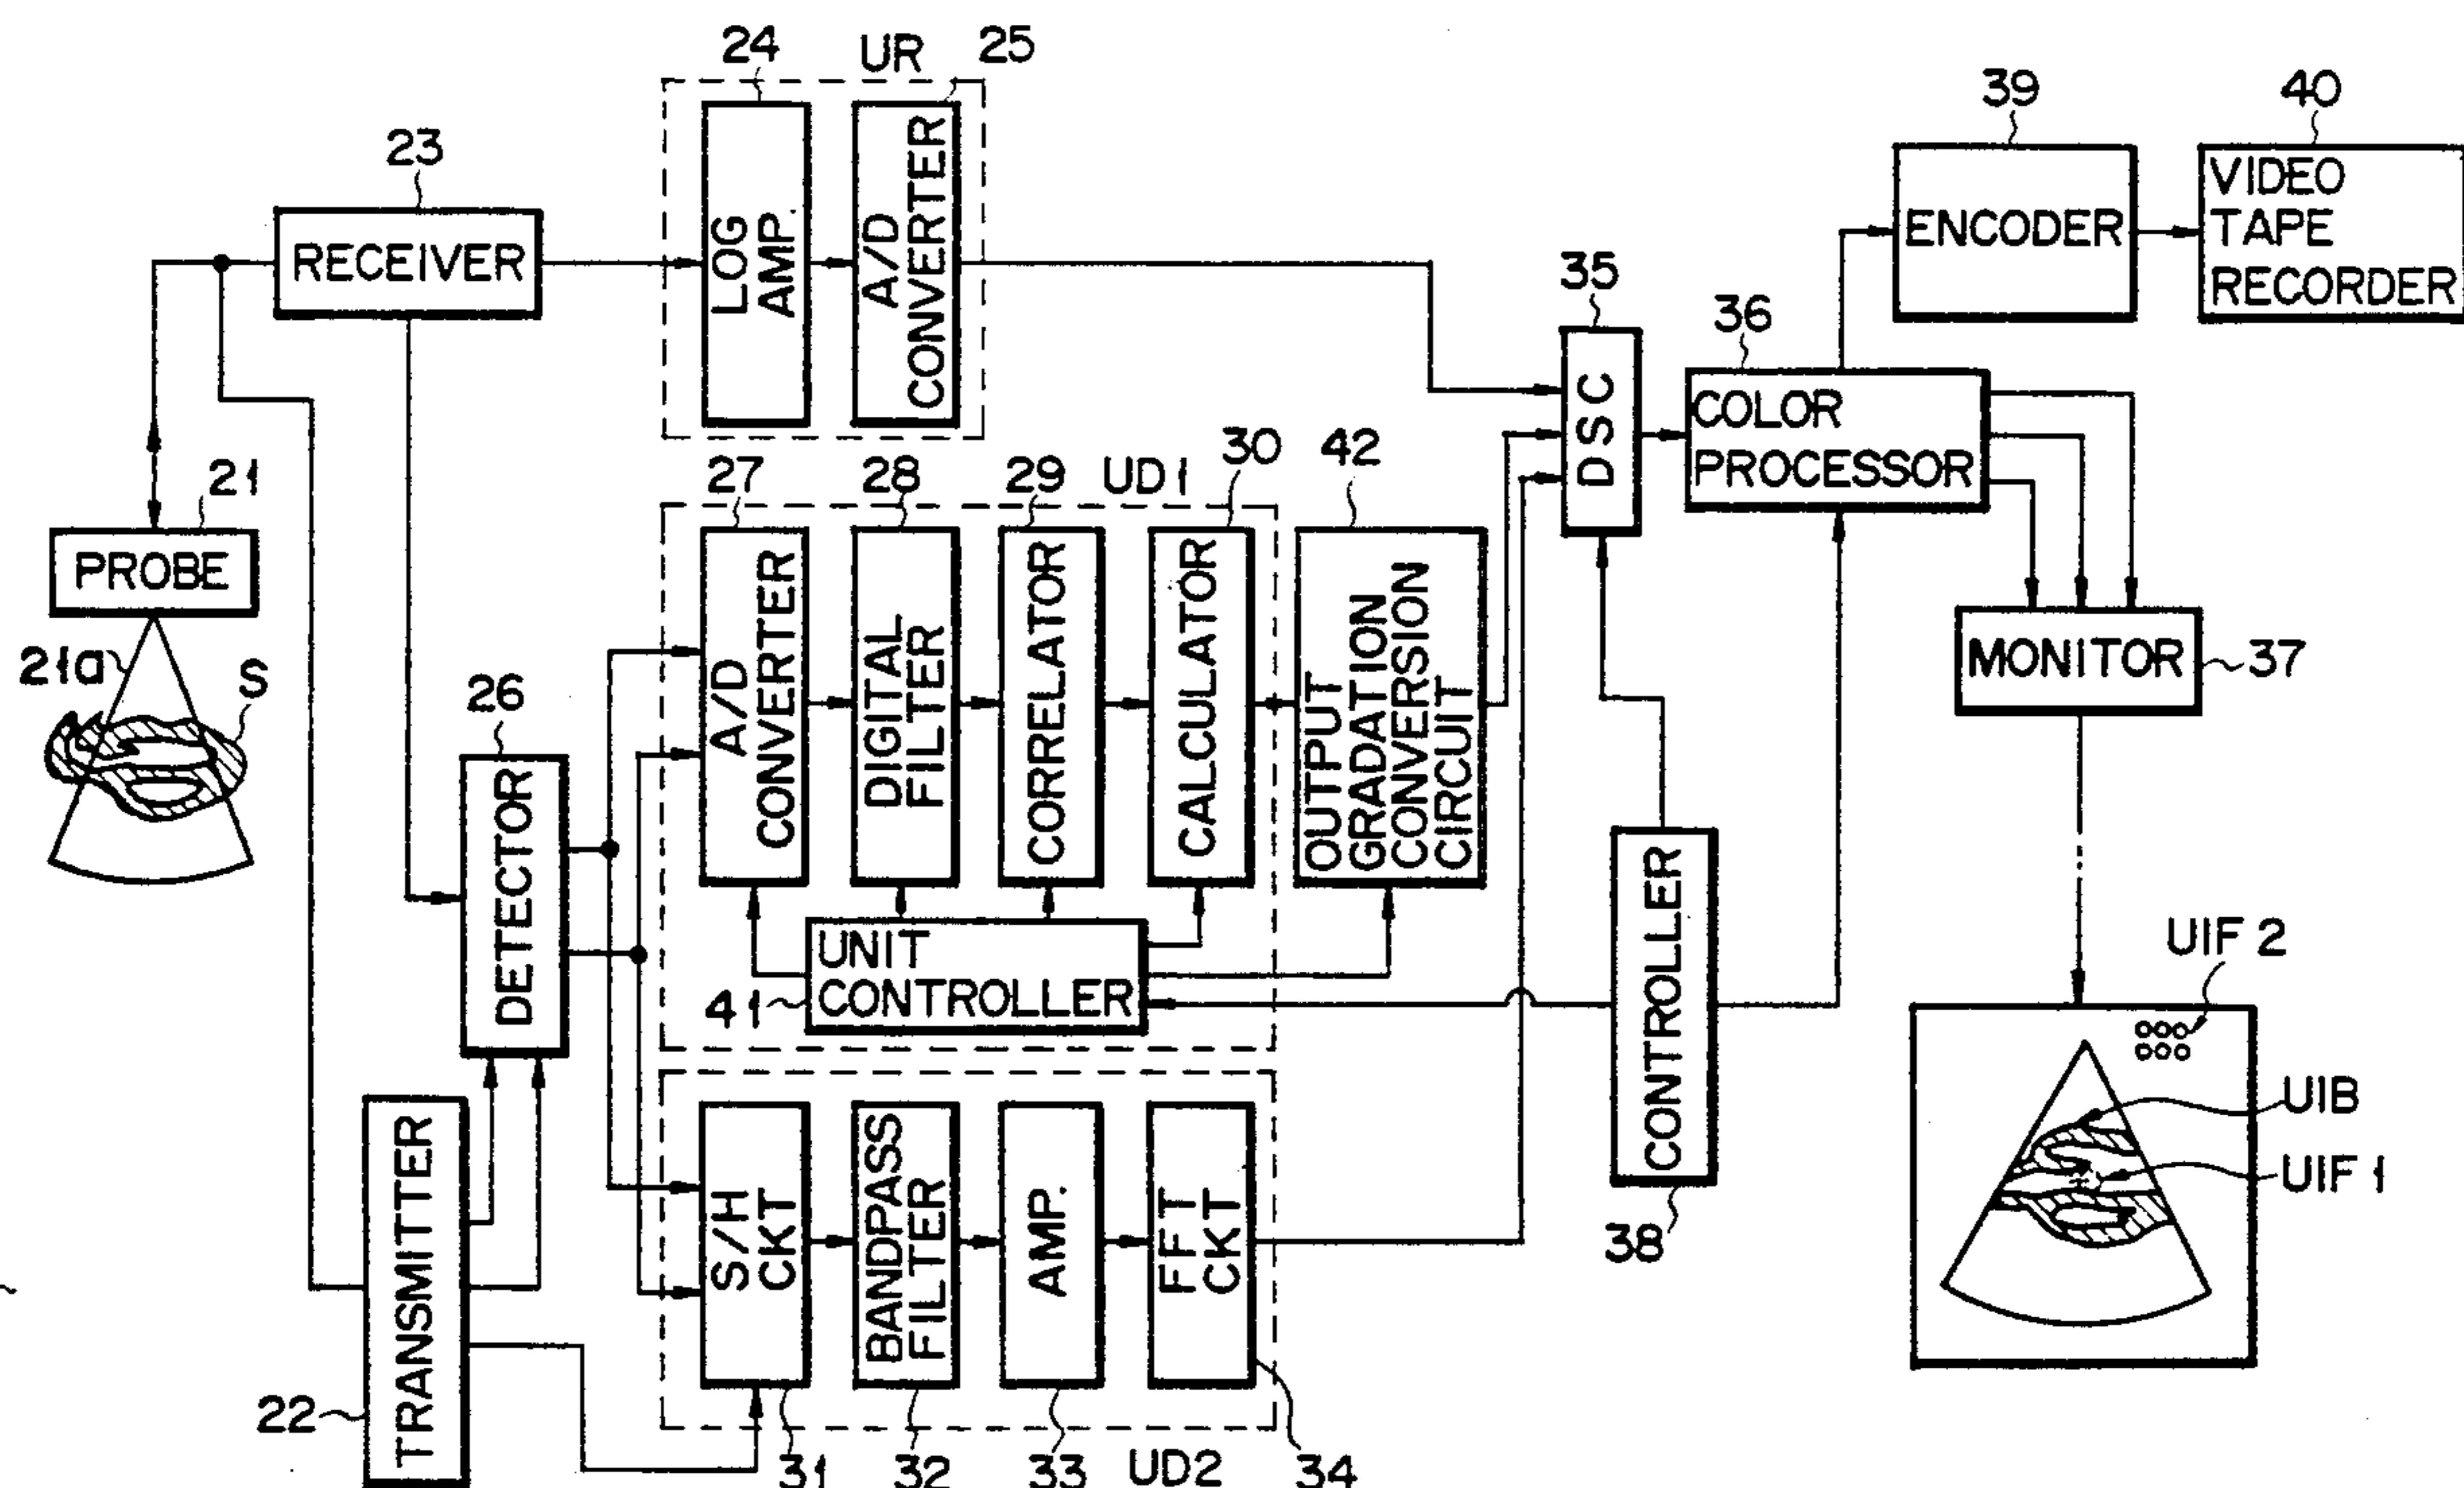 24
UR
25
39
40
23
LOG
AMP.
A/D
CONVERTER
RECEIVER
ENCODER
VIDEO
TAPE
RECORDER
35
36
DSC
COLOR
PROCESSOR
21
PROBE
21a
S
27
28
29
UD1
30
42
A/D
CONVERTER
DIGITAL
FILTER
CORRELATOR
CALCULATOR
OUTPUT
GRADATION
CONVERSION
CIRCUIT
MONITOR
37
26
DETECTOR
UNIT
CONTROLLER
41
CONTROLLER
38
UIF 2
UIB
UIF 1
TRANSMITTER
22
S/H
CKT
BANDPASS
FILTER
AMP.
FFT
CKT
31
32
33
UD2
34